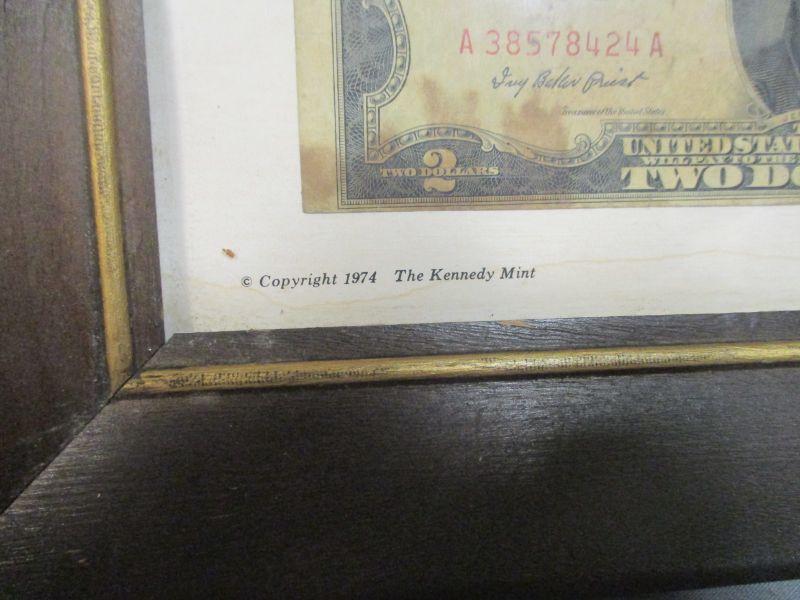 A 38578424 A
Ivy Baker Priest
Treasurer of the United States
2
TWO DOLLARS
UNITED STAT
WILL PAY TO THE
TWO DO
© Copyright 1974 The Kennedy Mint